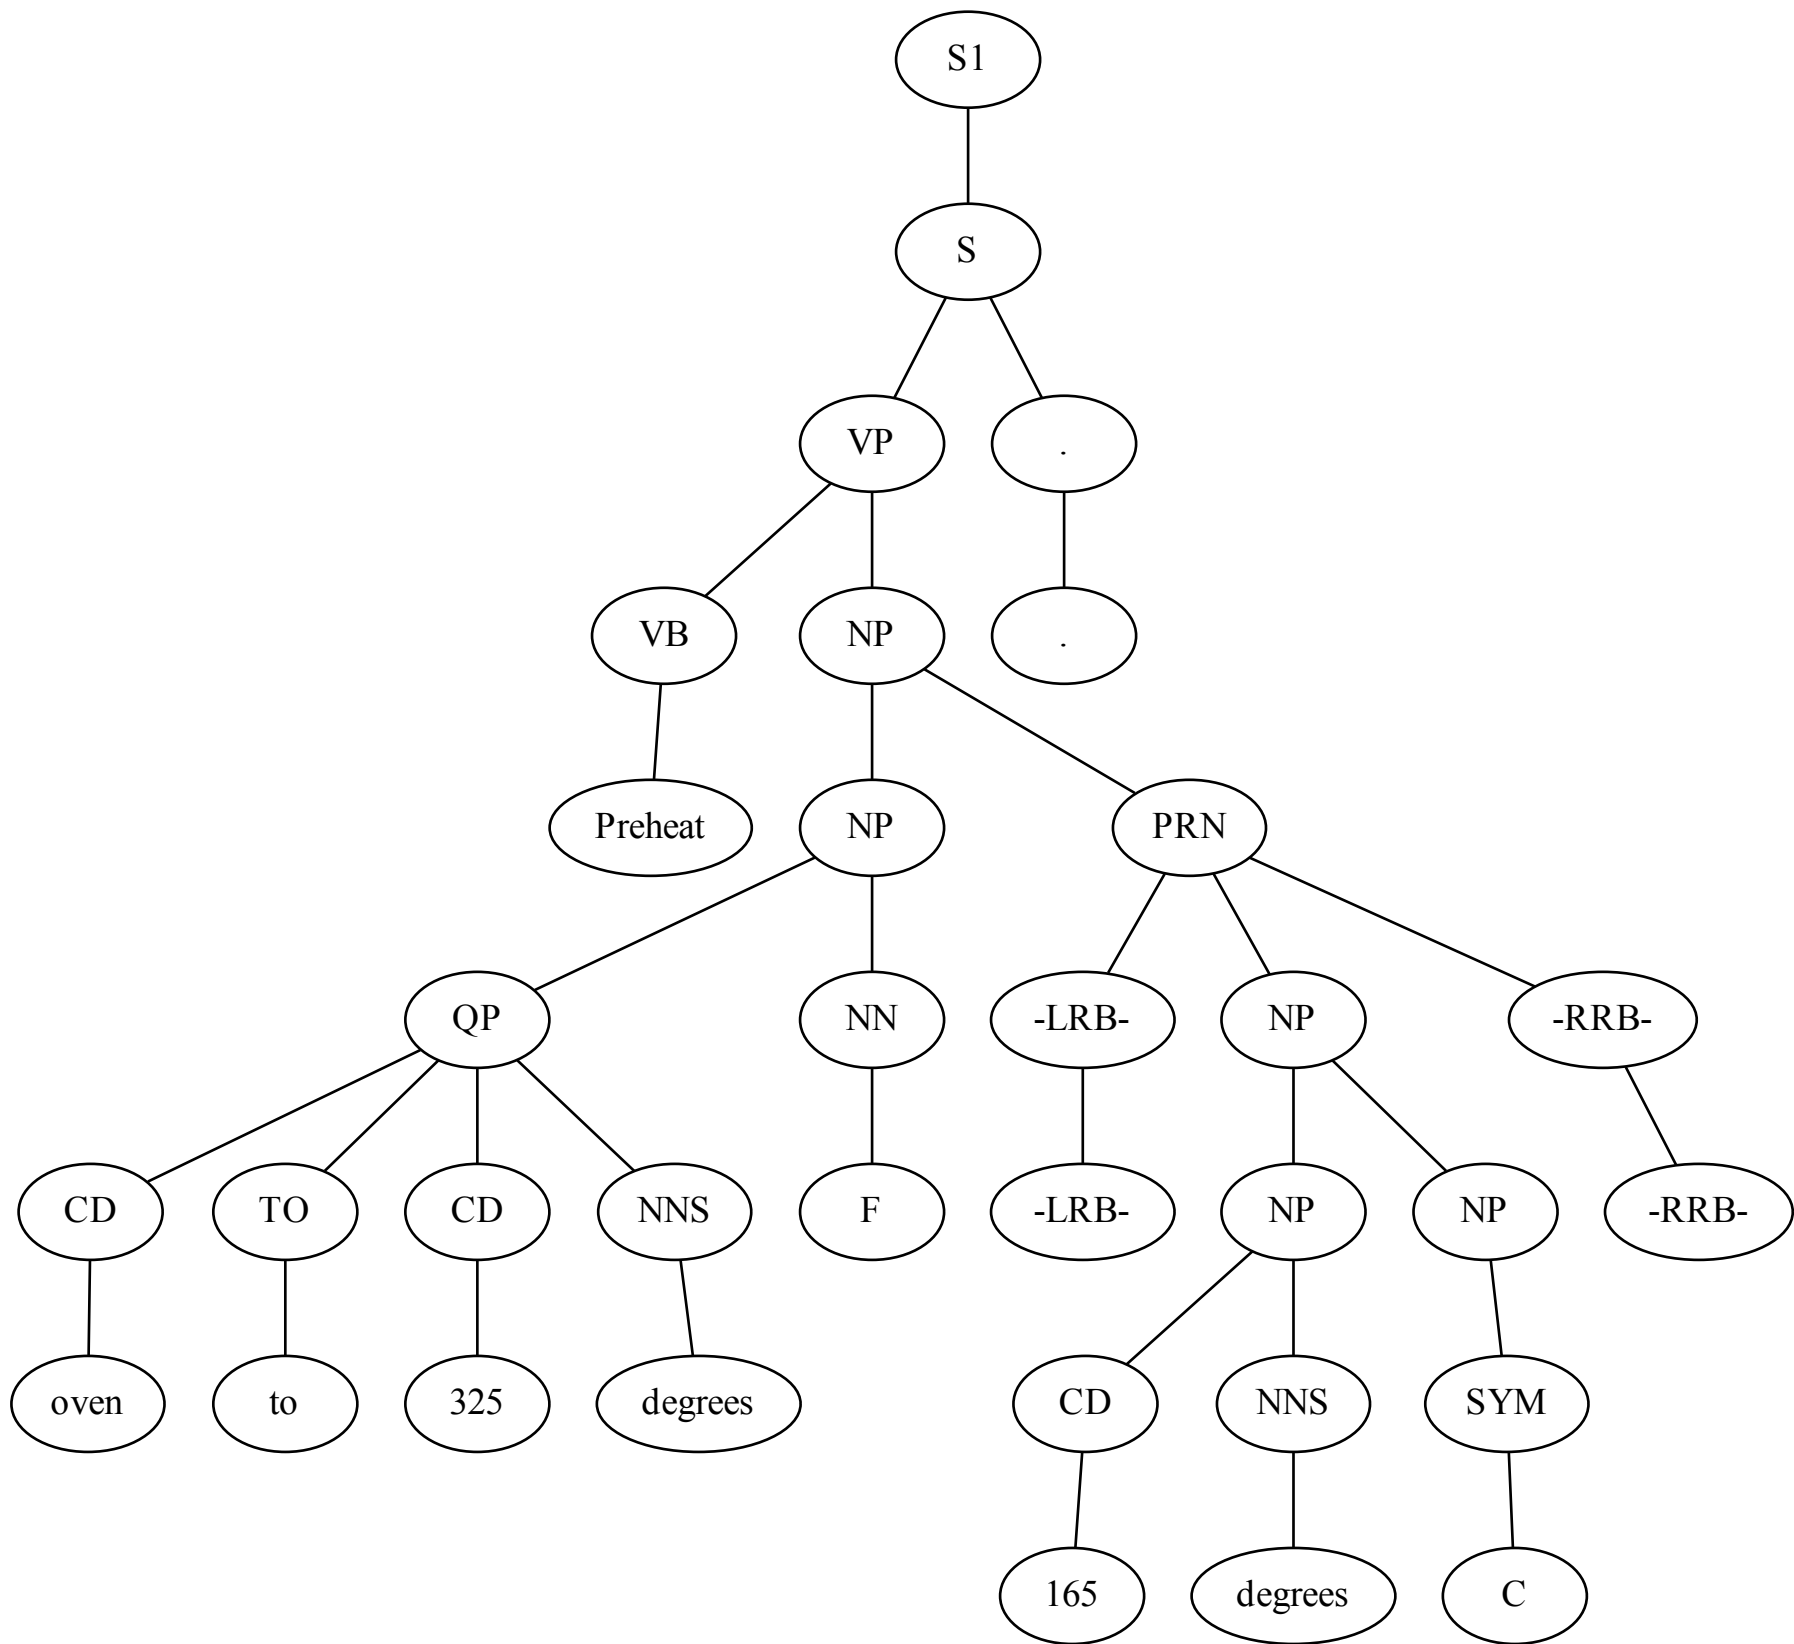 S1
S
VP .
VB NP .
Preheat NP PRN
QP NN -LRB- NP -RRB-
CD TO CD NNS F -LRB- NP NP -RRB-
oven to 325 degrees CD NNS SYM
165 degrees C